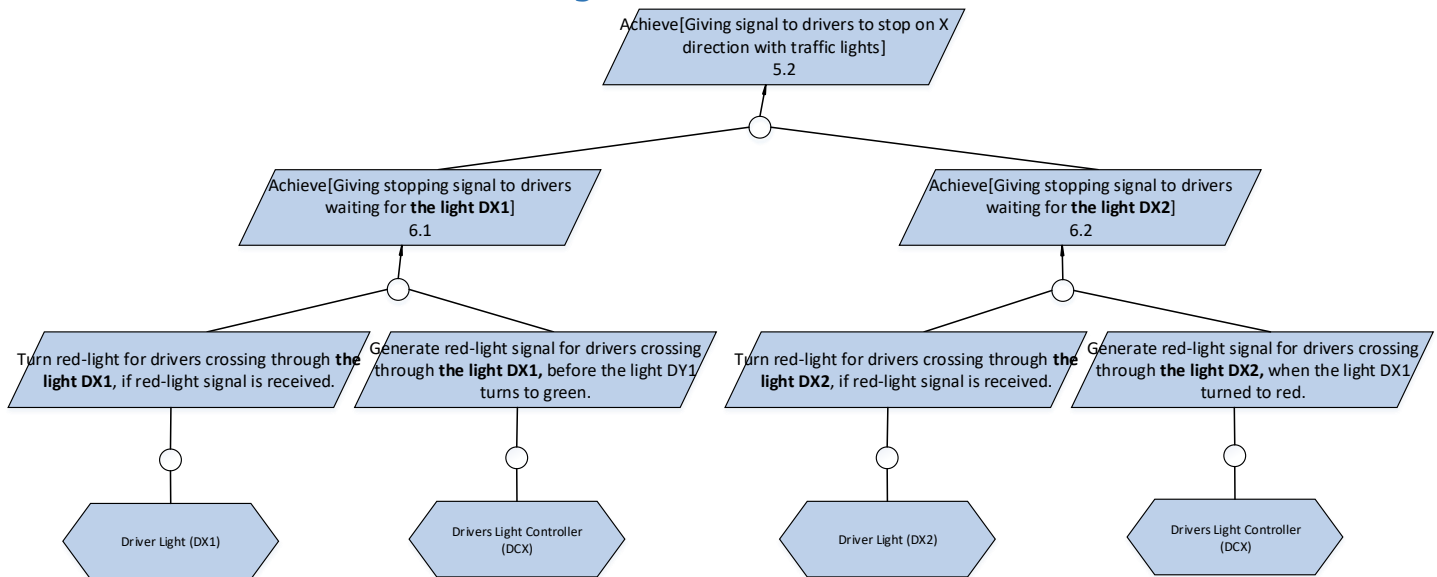 Achieve[Giving signal to drivers to stop on X
direction with traffic lights]
5.2
Achieve[Giving stopping signal to drivers
waiting for the light DX1]
6.1
Achieve[Giving stopping signal to drivers
waiting for the light DX2]
6.2
Turn red-light for drivers crossing through the
light DX1, if red-light signal is received.
Generate red-light signal for drivers crossing
through the light DX1, before the light DY1
turns to green.
Turn red-light for drivers crossing through the
light DX2, if red-light signal is received.
Generate red-light signal for drivers crossing
through the light DX2, when the light DX1
turned to red.
Driver Light (DX1)
Drivers Light Controller
(DCX)
Driver Light (DX2)
Drivers Light Controller
(DCX)